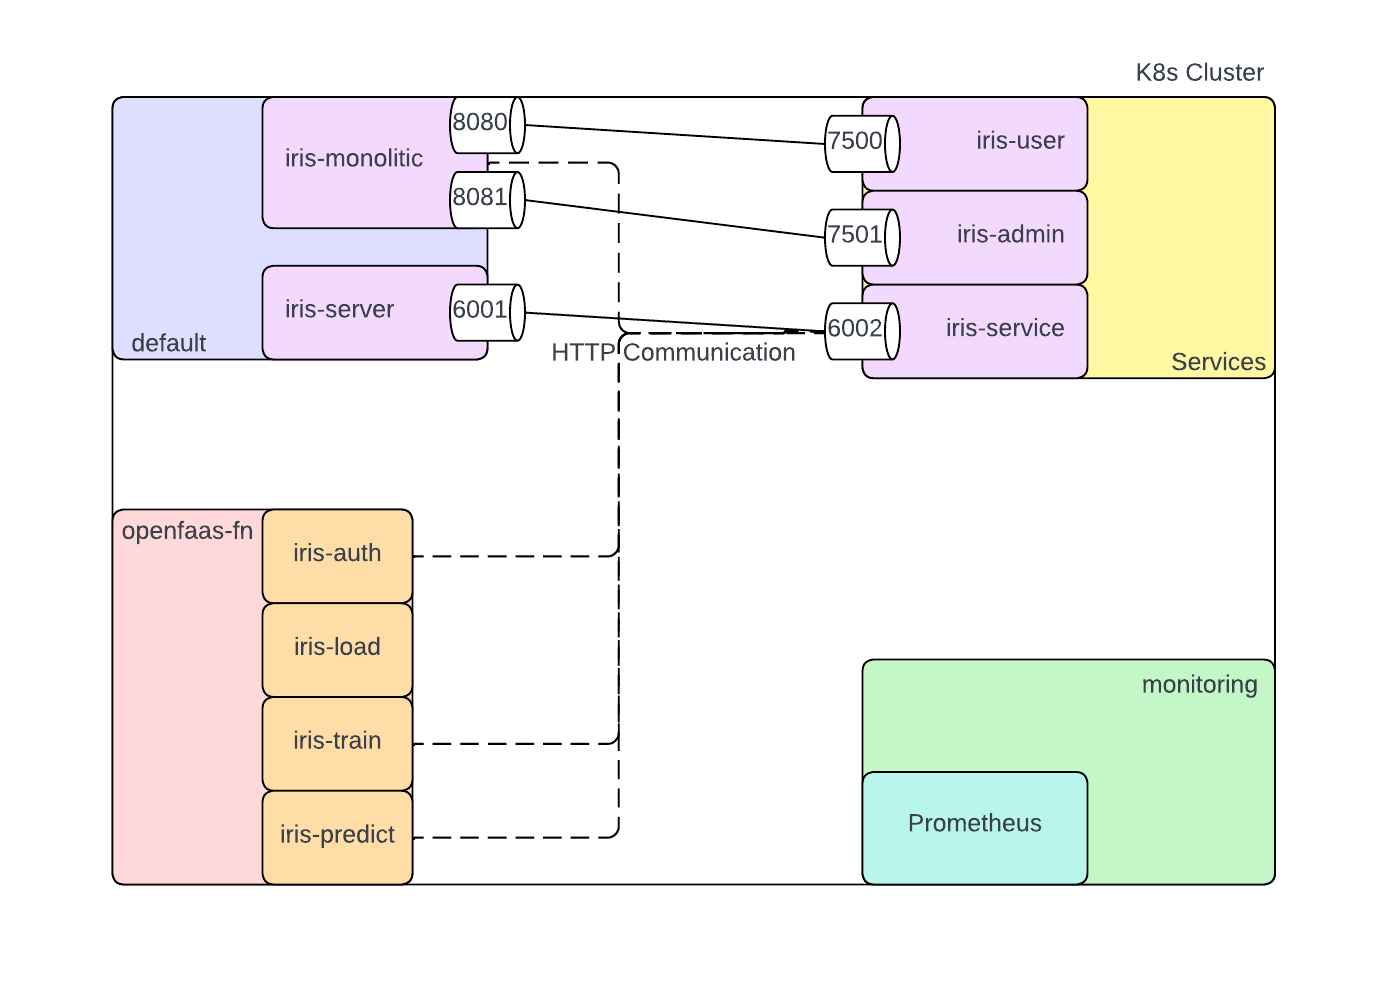 K8s Cluster
iris-monolitic
8080
8081
iris-server
6001
default
7500
iris-user
7501
iris-admin
6002
iris-service
Services
HTTP Communication
openfaas-fn
iris-auth
iris-load
iris-train
iris-predict
monitoring
Prometheus